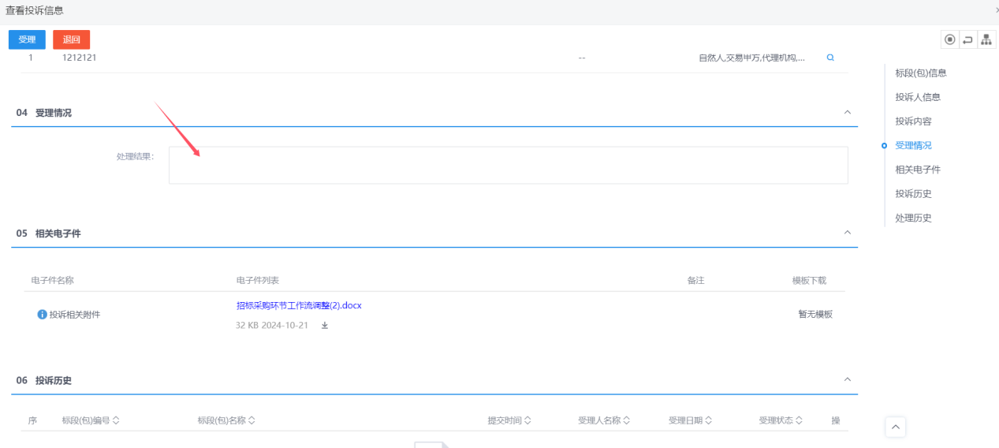 查看投诉信息
受理 退回
1 1212121 -- 自然人,交易甲方,代理机构,...
标段(包)信息
投诉人信息
投诉内容
受理情况
相关电子件
投诉历史
处理历史
04 受理情况
处理结果：
05 相关电子件
电子件名称 电子件列表 备注 模板下载
投诉相关附件 招标采购环节工作流调整(2).docx 暂无模板
32 KB 2024-10-21
06 投诉历史
序 标段(包)编号 标段(包)名称 提交时间 受理人名称 受理日期 受理状态 操